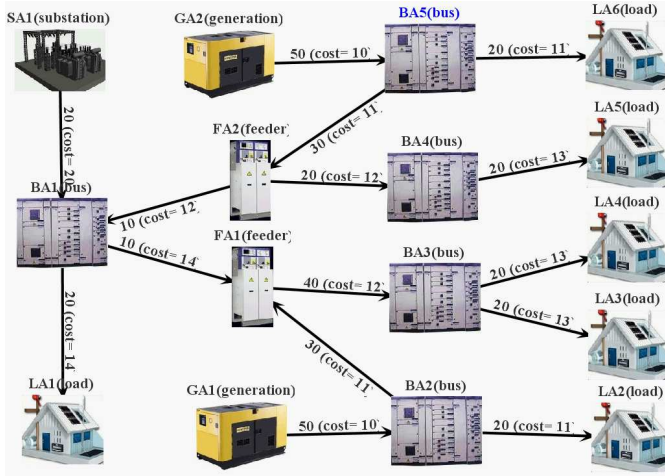 SA1(substation)
GA2(generation)
BA5(bus)
LA6(load)
50 (cost= 10)
20 (cost= 11)
20 (cost= 20)
30 (cost= 11)
LA5(load)
FA2(feeder)
BA4(bus)
20 (cost= 12)
20 (cost= 13)
BA1(bus)
10 (cost= 12)
LA4(load)
10 (cost= 14)
FA1(feeder)
BA3(bus)
20 (cost= 13)
40 (cost= 12)
LA3(load)
20 (cost= 13)
20 (cost= 14)
30 (cost= 11)
LA1(load)
GA1(generation)
BA2(bus)
LA2(load)
50 (cost= 10)
20 (cost= 11)